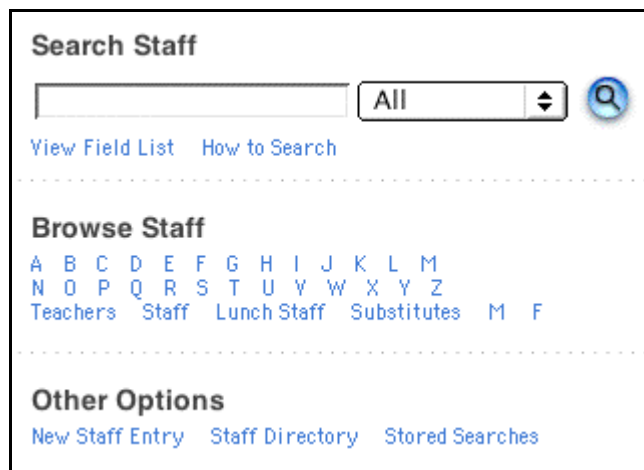 Search Staff
All
View Field List How to Search
Browse Staff
A B C D E F G H I J K L M
N O P Q R S T U V W X Y Z
Teachers Staff Lunch Staff Substitutes M F
Other Options
New Staff Entry Staff Directory Stored Searches